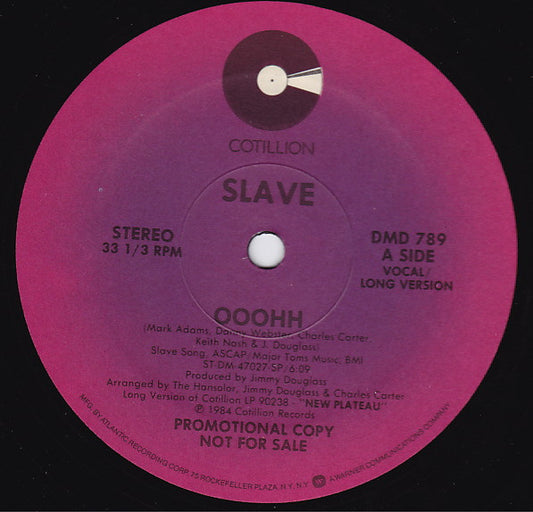 COTILLION
SLAVE
STEREO
33 1/3 RPM
DMD 789
A SIDE
VOCAL/
LONG VERSION
OOOHH
(Mark Adams, Danny Webster, Charles Carter,
Keith Nash & J. Douglass)
Slave Song, ASCAP/Major Toms Music, BMI
ST-DM-47027-SP/6:09
Produced by Jimmy Douglass
Arranged by The Hansolor, Jimmy Douglass & Charles Carter
Long Version of Cotillion LP 90238 - "NEW PLATEAU"
℗ 1984 Cotillion Records
PROMOTIONAL COPY
NOT FOR SALE
MFG. BY ATLANTIC RECORDING CORP. 75 ROCKEFELLER PLAZA, N.Y., N.Y. A WARNER COMMUNICATIONS COMPANY